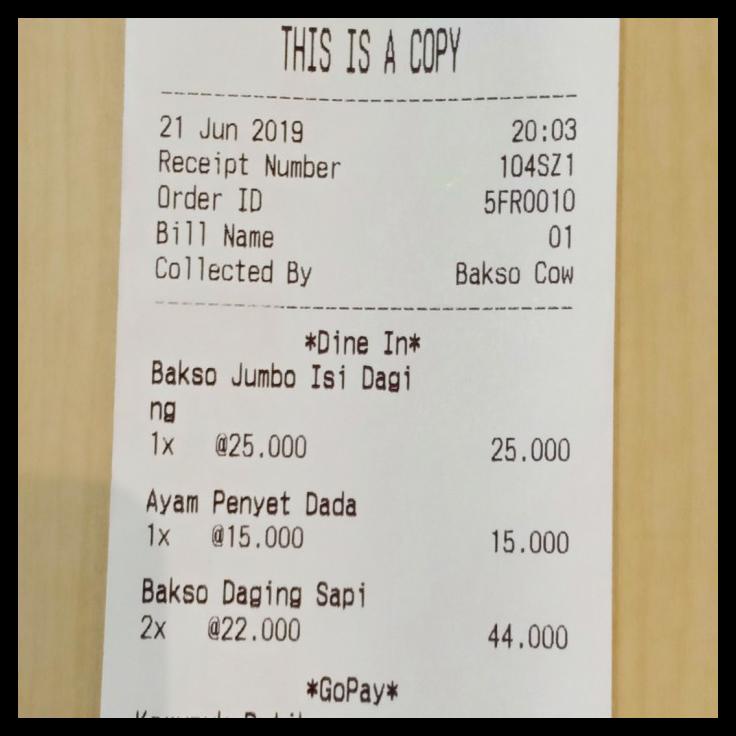 THIS IS A COPY
21 Jun 2019 20:03
Receipt Number 104SZ1
Order ID 5FR0010
Bill Name 01
Collected By Bakso Cow
*Dine In*
Bakso Jumbo Isi Dagi
ng
1x @25.000 25.000
Ayam Penyet Dada
1x @15.000 15.000
Bakso Daging Sapi
2x @22.000 44.000
*GoPay*